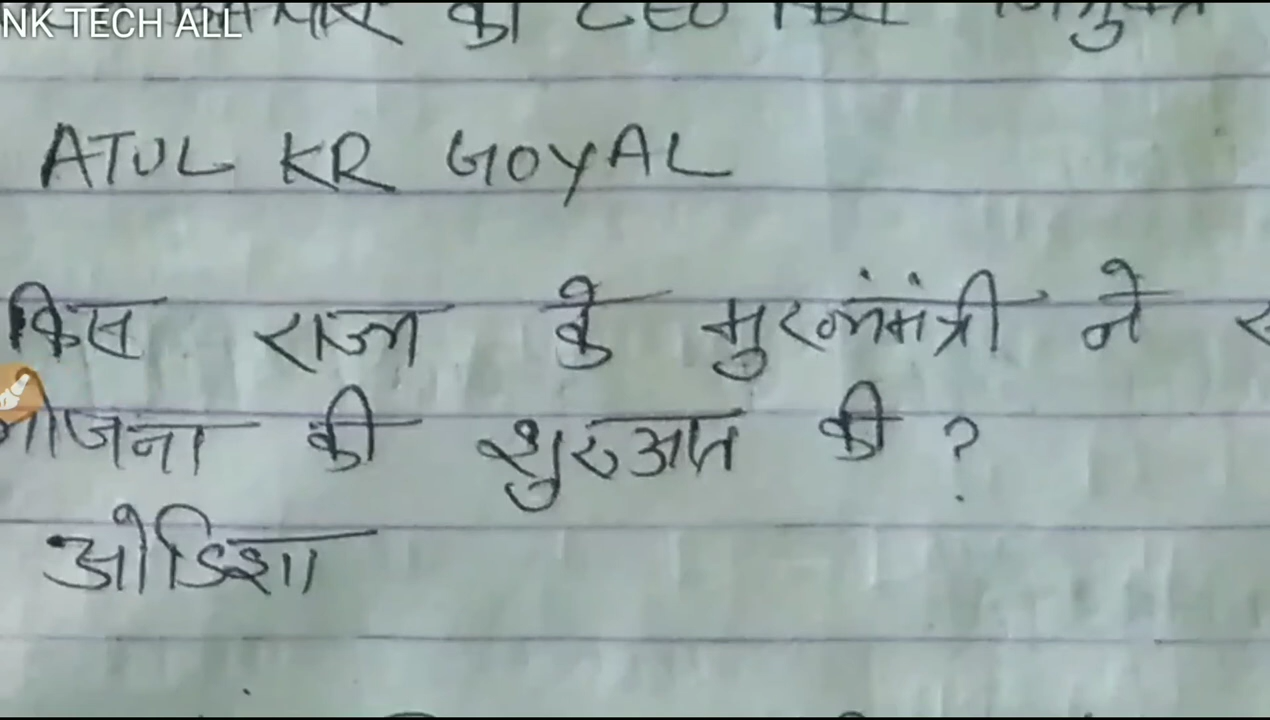 NK TECH ALL
का CEO किसे नियुक्त
ATUL KR GOYAL
किस राज्य के मुख्यमंत्री ने
योजना की शुरुआत की ?
ओडिशा